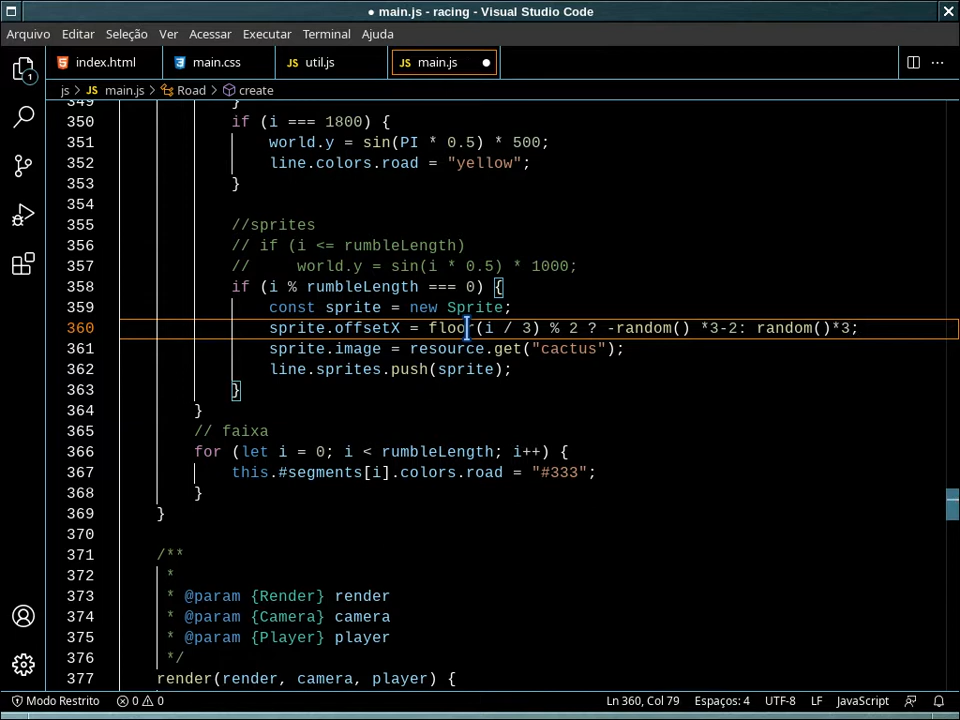 ● main.js - racing - Visual Studio Code
Arquivo Editar Seleção Ver Acessar Executar Terminal Ajuda
index.html main.css JS util.js JS main.js
js > JS main.js > Road > create
349 }
350 if (i === 1800) {
351 world.y = sin(PI * 0.5) * 500;
352 line.colors.road = "yellow";
353 }
354
355 //sprites
356 // if (i <= rumbleLength)
357 // world.y = sin(i * 0.5) * 1000;
358 if (i % rumbleLength === 0) {
359 const sprite = new Sprite;
360 sprite.offsetX = floor(i / 3) % 2 ? -random() *3-2: random()*3;
361 sprite.image = resource.get("cactus");
362 line.sprites.push(sprite);
363 }
364 }
365 // faixa
366 for (let i = 0; i < rumbleLength; i++) {
367 this.#segments[i].colors.road = "#333";
368 }
369 }
370
371 /**
372 *
373 * @param {Render} render
374 * @param {Camera} camera
375 * @param {Player} player
376 */
377 render(render, camera, player) {
Modo Restrito 0 0 Ln 360, Col 79 Espaços: 4 UTF-8 LF JavaScript